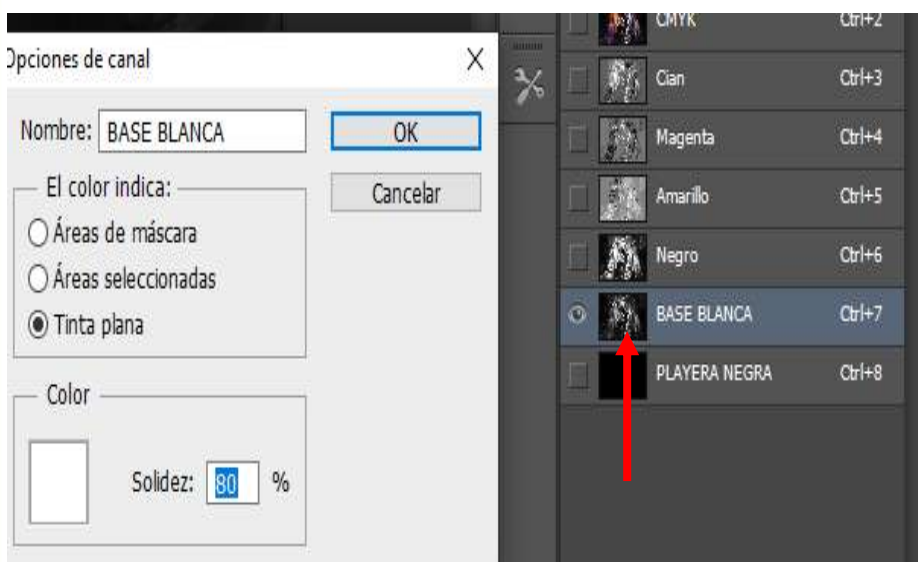 Opciones de canal X
Nombre: BASE BLANCA
OK
El color indica:
Cancelar
Áreas de máscara
Áreas seleccionadas
Tinta plana
Color
Solidez: 80 %
CMYK Ctrl+2
Cian Ctrl+3
Magenta Ctrl+4
Amarillo Ctrl+5
Negro Ctrl+6
BASE BLANCA Ctrl+7
PLAYERA NEGRA Ctrl+8